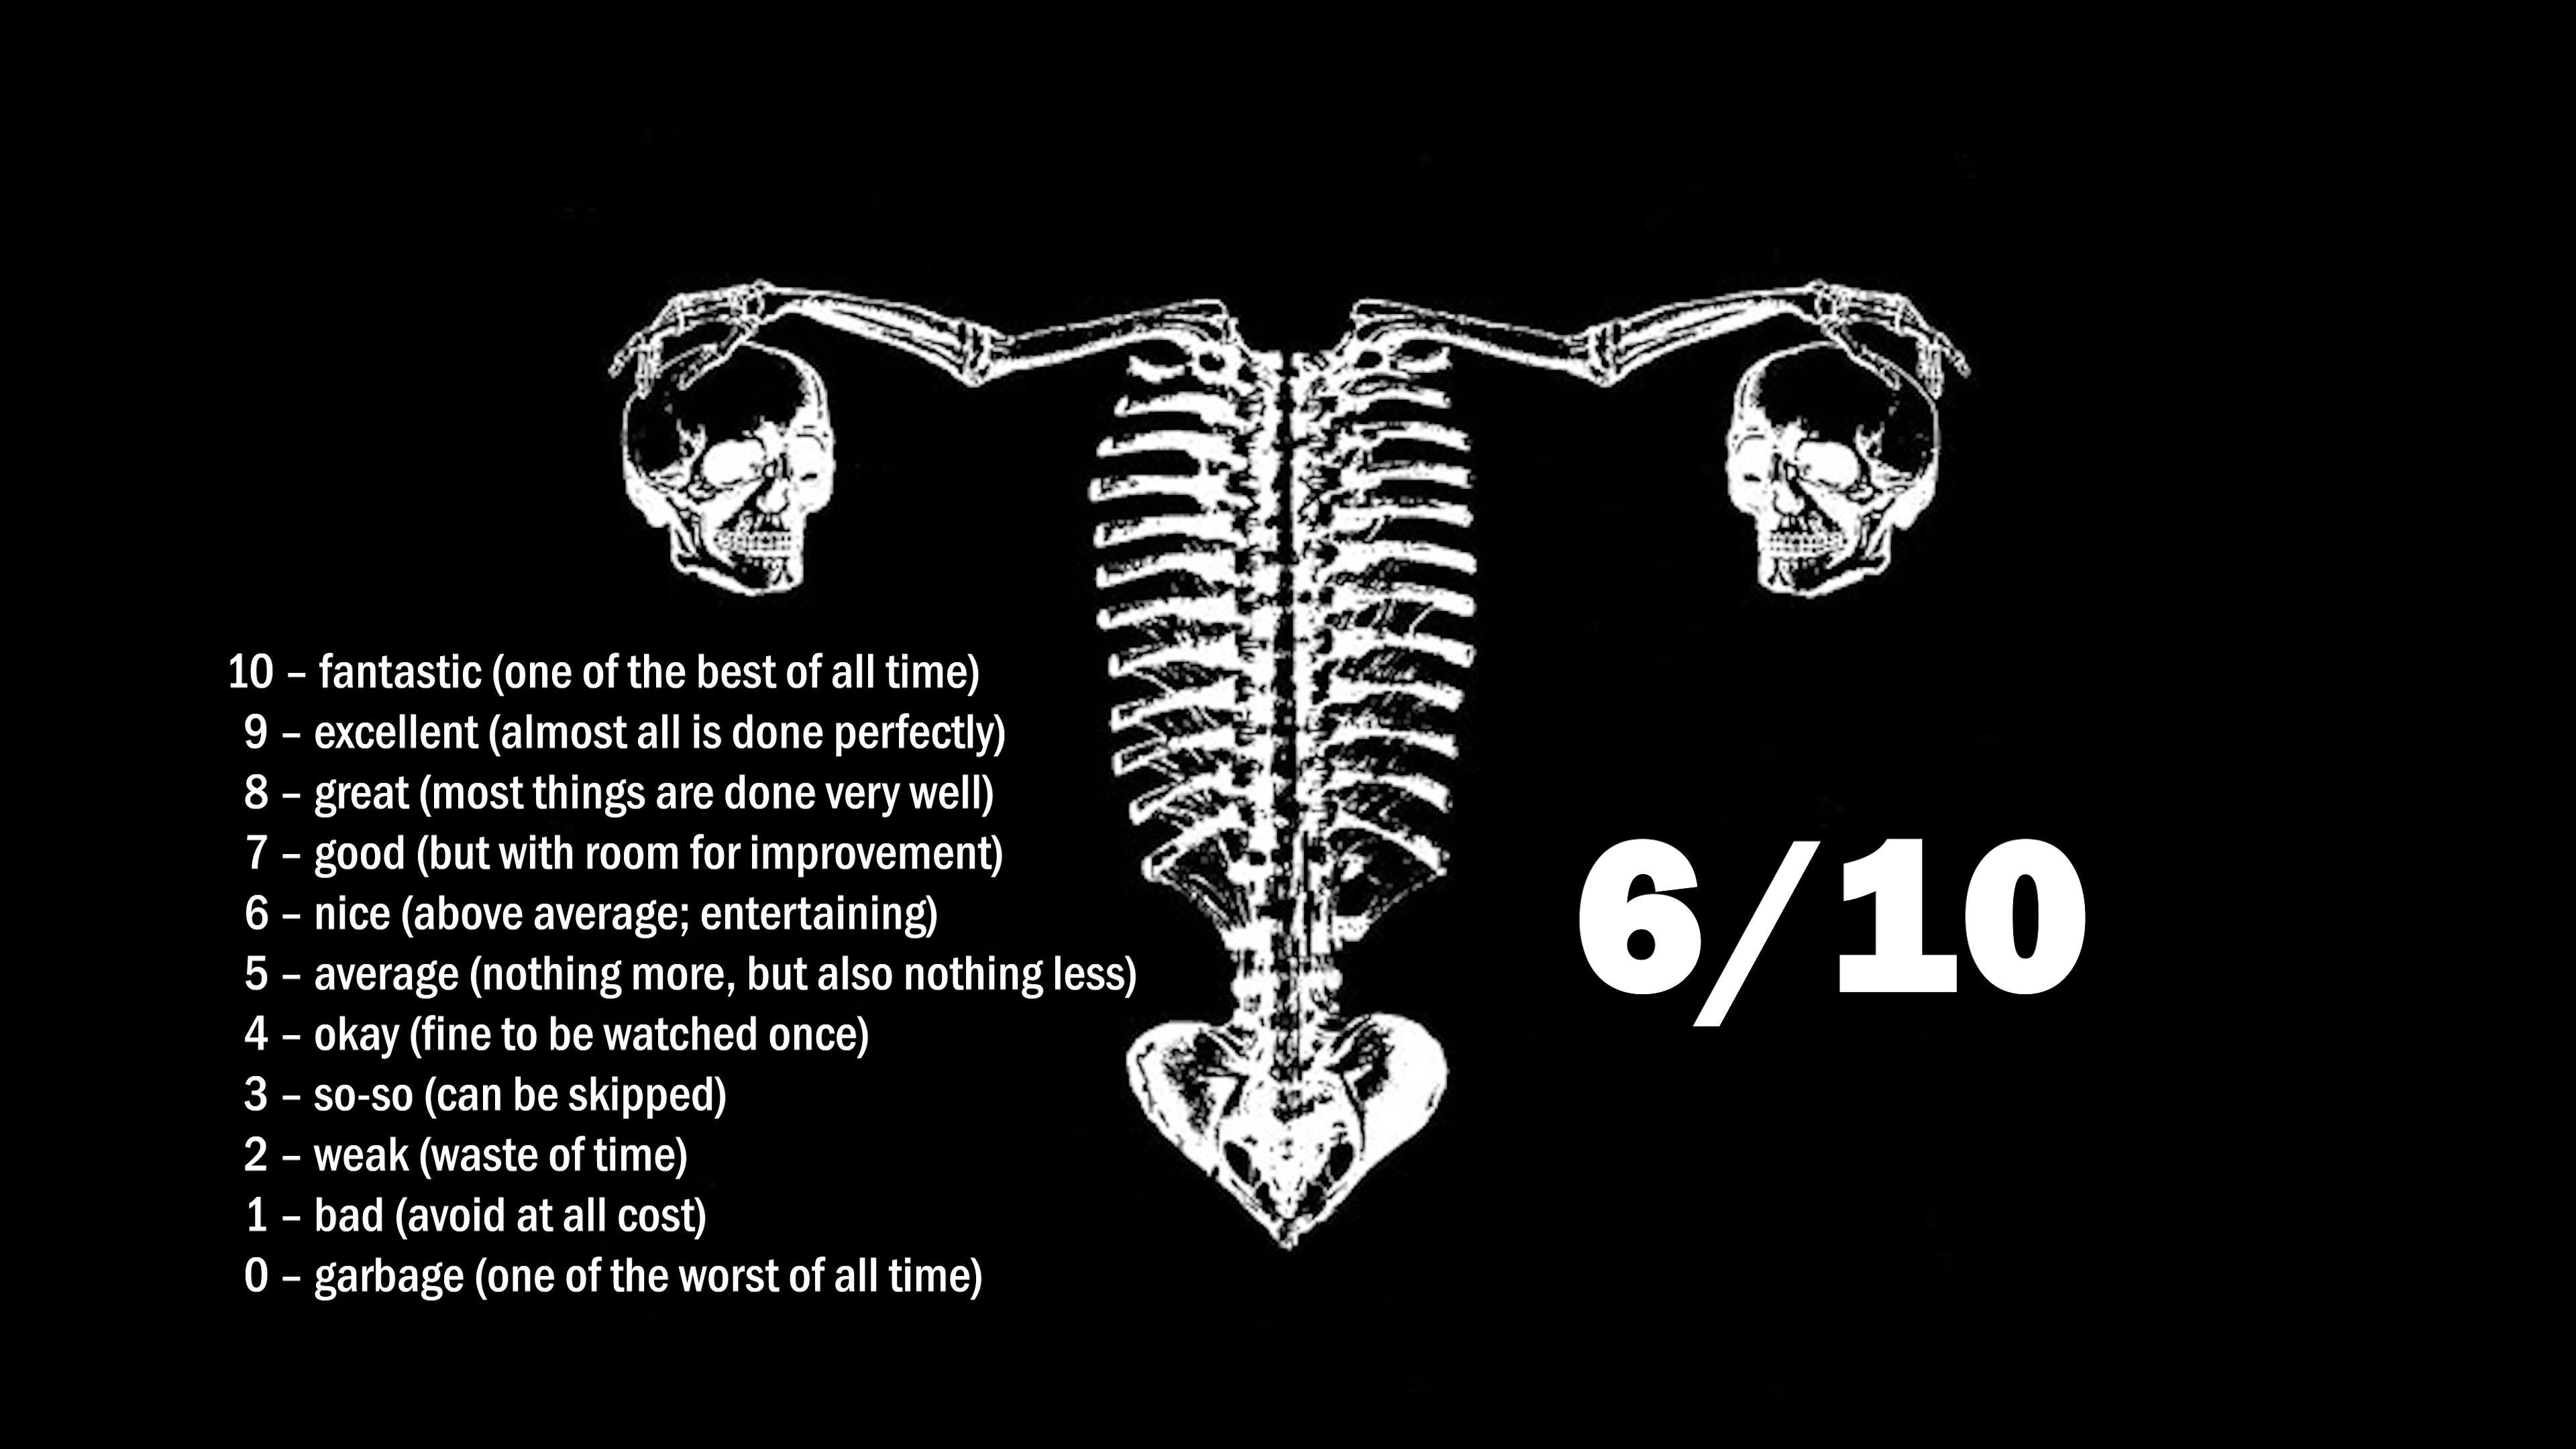 10 – fantastic (one of the best of all time)
9 – excellent (almost all is done perfectly)
8 – great (most things are done very well)
7 – good (but with room for improvement)
6 – nice (above average; entertaining)
5 – average (nothing more, but also nothing less)
4 – okay (fine to be watched once)
3 – so-so (can be skipped)
2 – weak (waste of time)
1 – bad (avoid at all cost)
0 – garbage (one of the worst of all time)
6/10